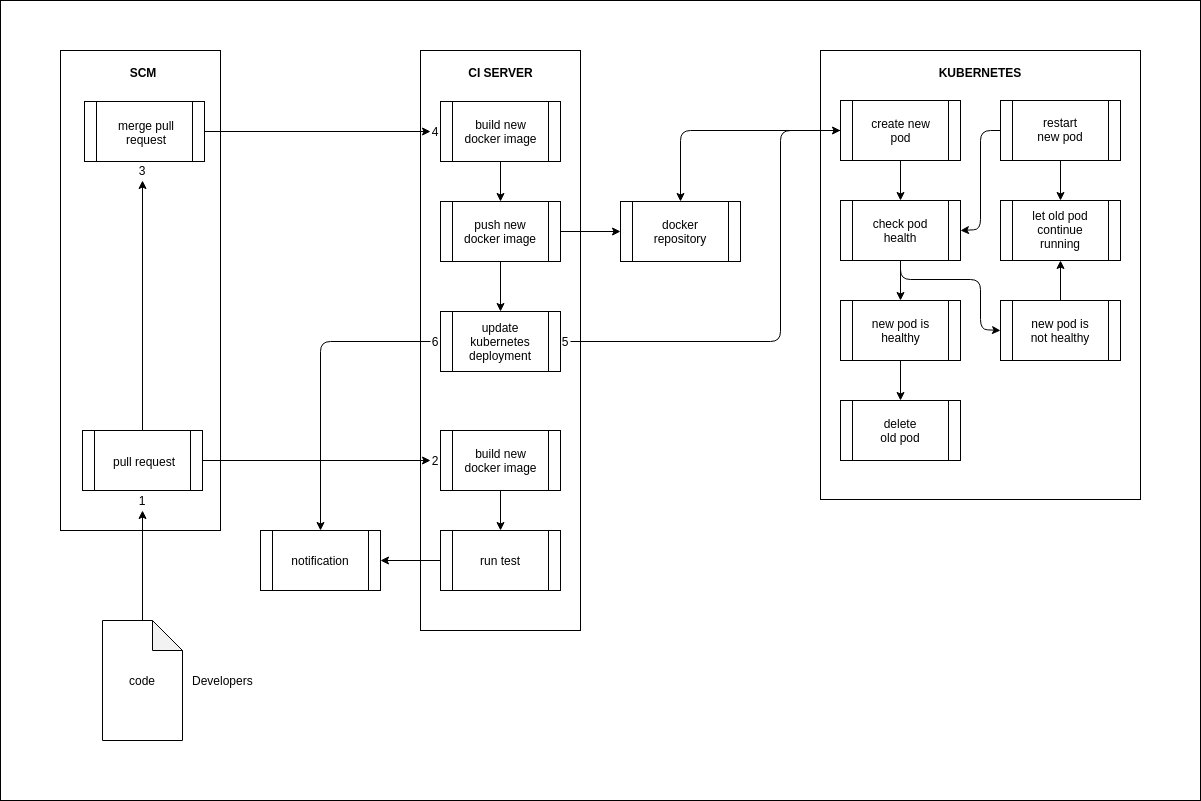 SCM
merge pull
request
3
pull request
1
code
Developers
CI SERVER
4
build new
docker image
push new
docker image
6
update
kubernetes
deployment
5
2
build new
docker image
run test
notification
docker
repository
KUBERNETES
create new
pod
restart
new pod
check pod
health
let old pod
continue
running
new pod is
healthy
new pod is
not healthy
delete
old pod